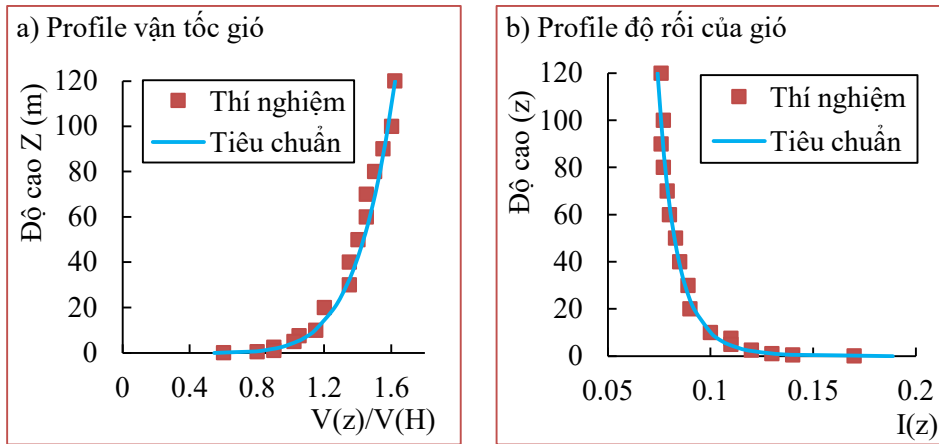 a) Profile vận tốc gió
Độ cao Z (m)
120
100
80
60
40
20
0
Thí nghiệm
Tiêu chuẩn
0
0.4
0.8
1.2
1.6
V(z)/V(H)
b) Profile độ rối của gió
Độ cao (z)
120
100
80
60
40
20
0
Thí nghiệm
Tiêu chuẩn
0.05
0.1
0.15
0.2
I(z)